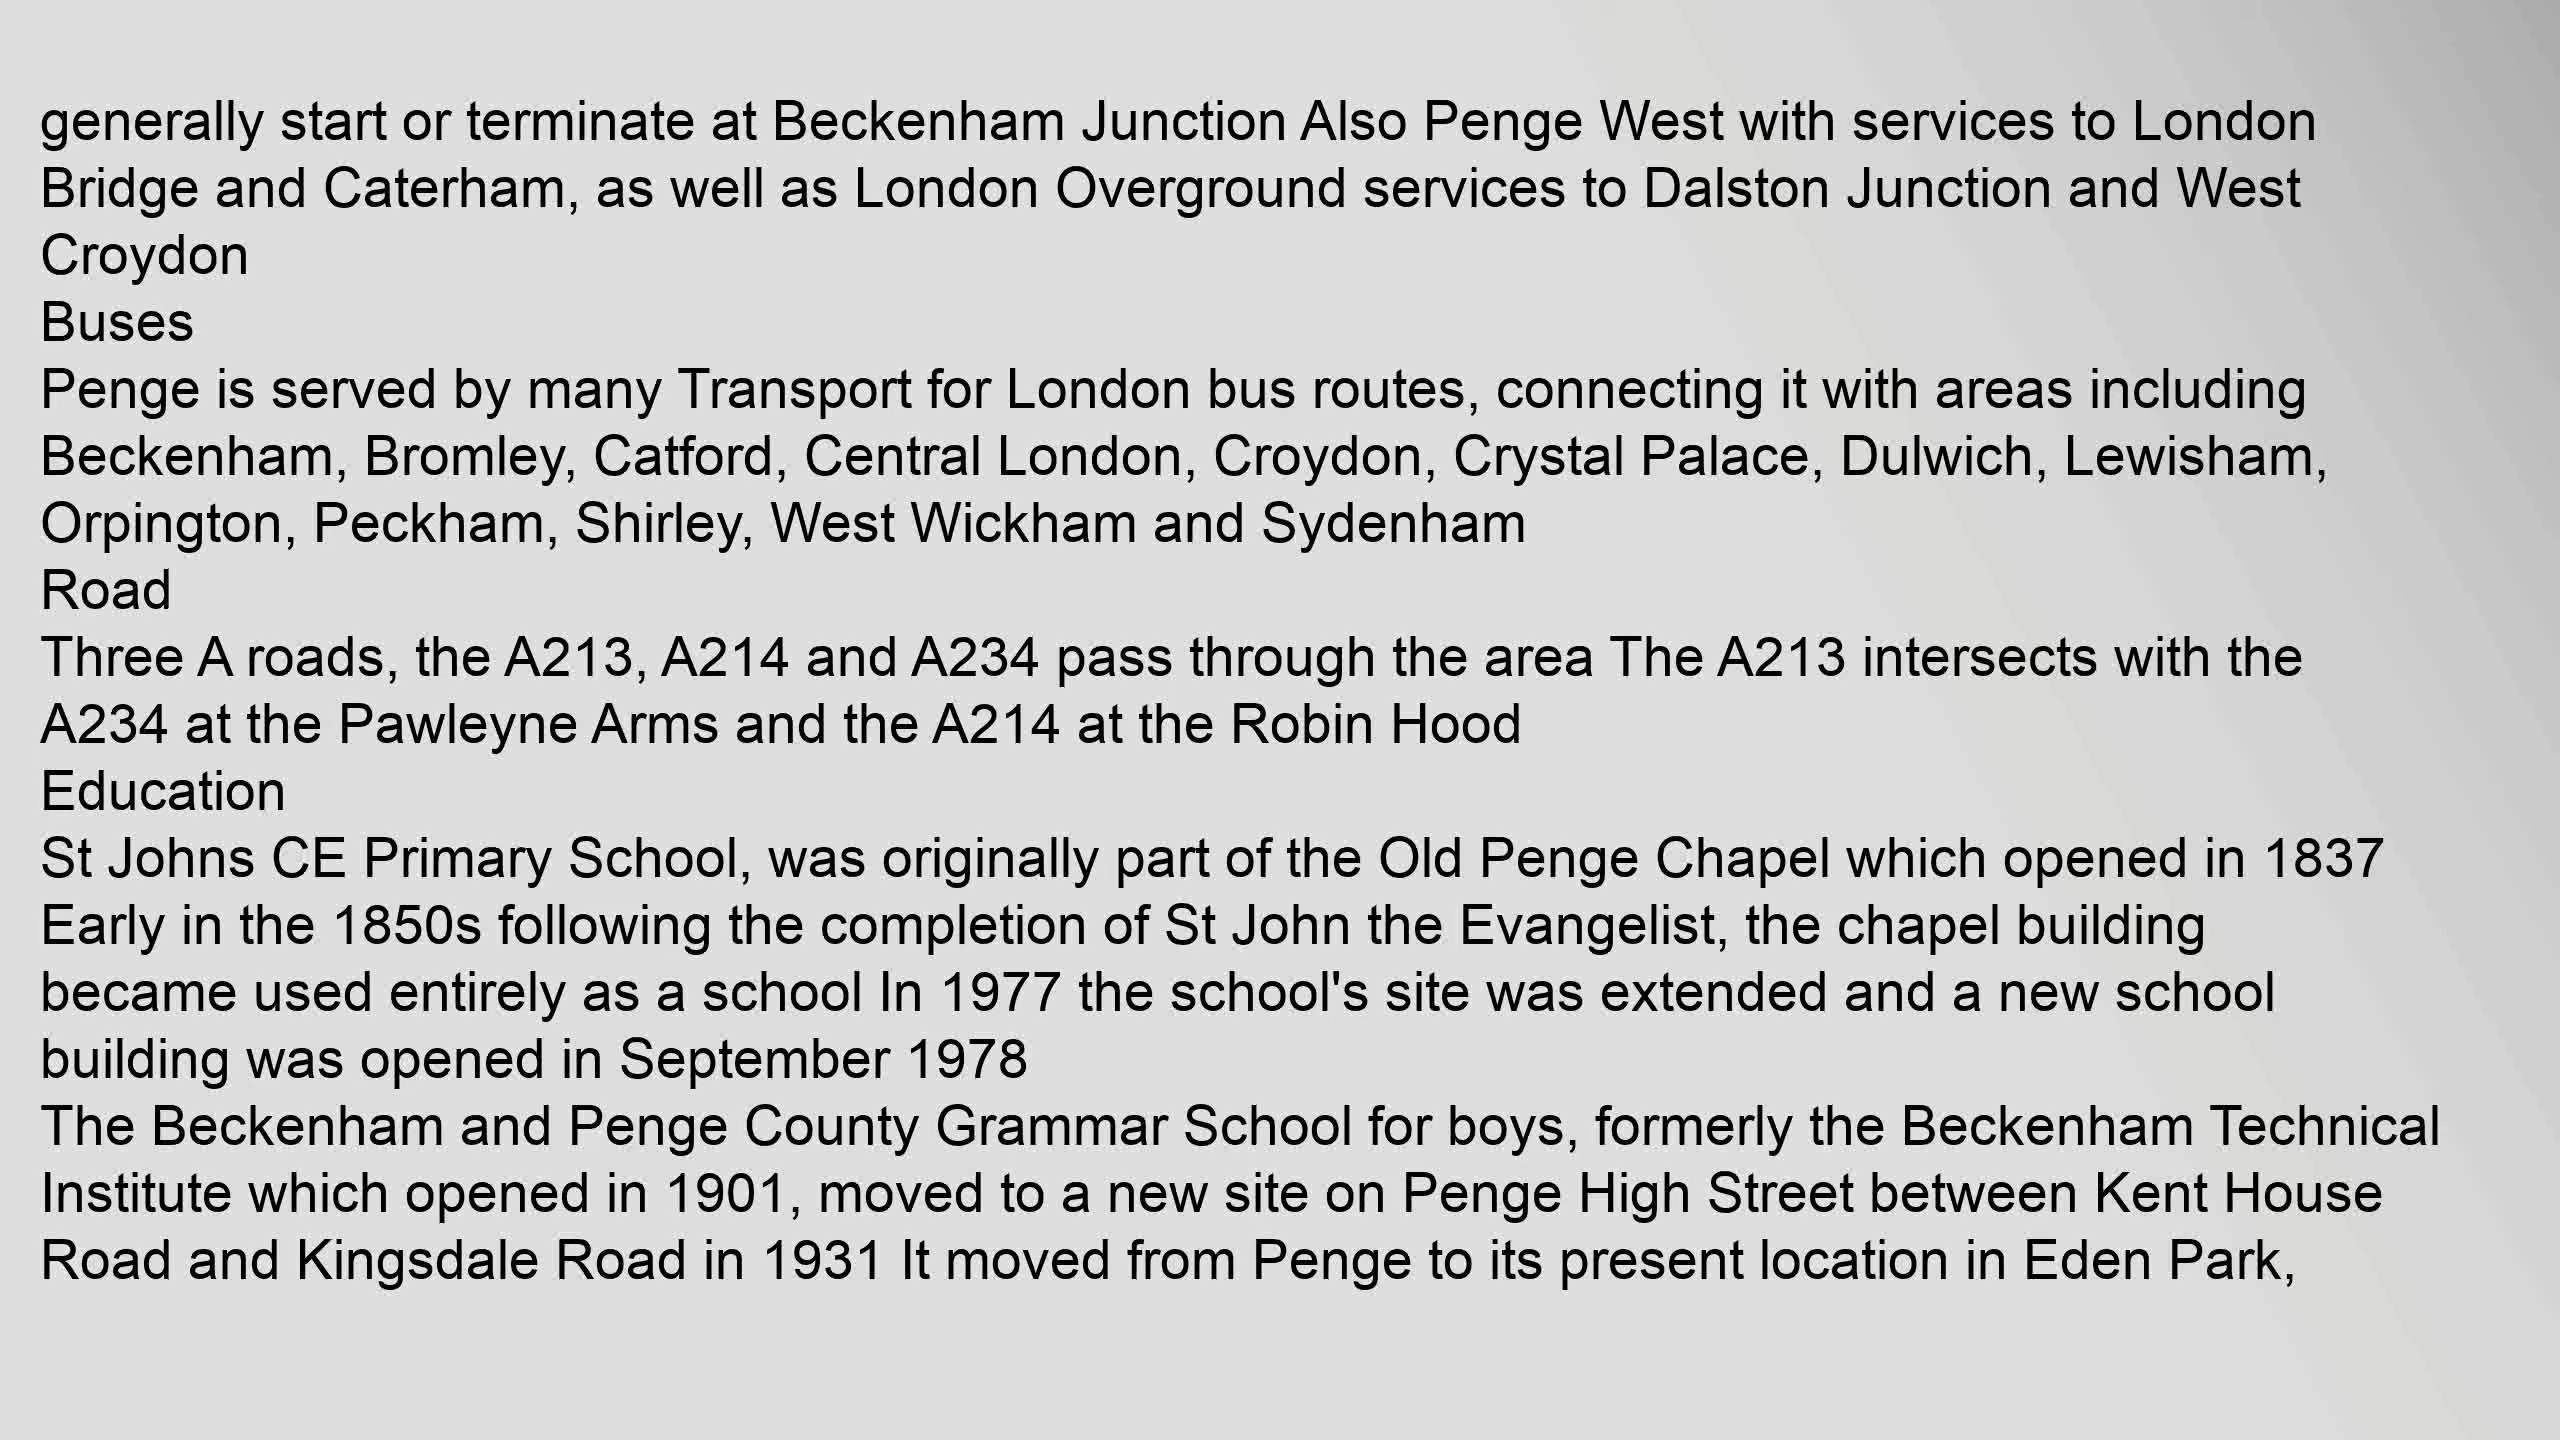 generally start or terminate at Beckenham Junction Also Penge West with services to London
Bridge and Caterham, as well as London Overground services to Dalston Junction and West
Croydon
Buses
Penge is served by many Transport for London bus routes, connecting it with areas including
Beckenham, Bromley, Catford, Central London, Croydon, Crystal Palace, Dulwich, Lewisham,
Orpington, Peckham, Shirley, West Wickham and Sydenham
Road
Three A roads, the A213, A214 and A234 pass through the area The A213 intersects with the
A234 at the Pawleyne Arms and the A214 at the Robin Hood
Education
St Johns CE Primary School, was originally part of the Old Penge Chapel which opened in 1837
Early in the 1850s following the completion of St John the Evangelist, the chapel building
became used entirely as a school In 1977 the school's site was extended and a new school
building was opened in September 1978
The Beckenham and Penge County Grammar School for boys, formerly the Beckenham Technical
Institute which opened in 1901, moved to a new site on Penge High Street between Kent House
Road and Kingsdale Road in 1931 It moved from Penge to its present location in Eden Park,